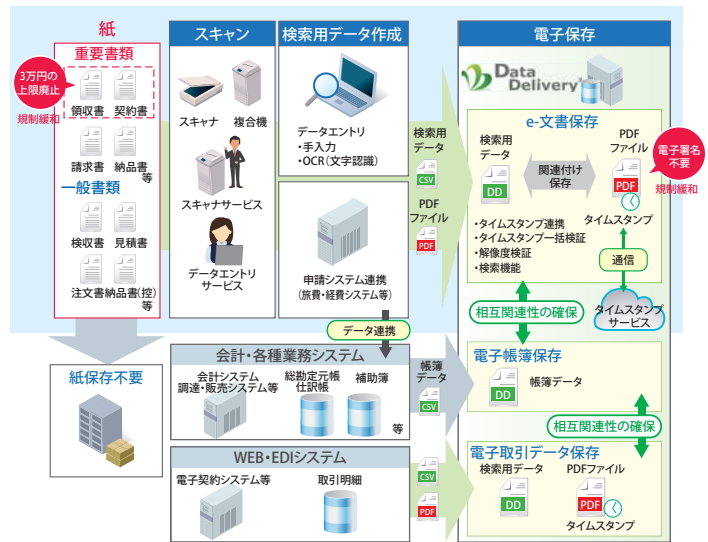 紙
重要書類
3万円の
上限廃止
規制緩和
領収書
契約書
請求書
納品書
等
一般書類
検収書
見積書
注文書
納品書(控)
等
紙保存不要
スキャン
スキャナ
複合機
スキャナサービス
データエントリ
サービス
検索用データ作成
データエントリ
・手入力
・OCR(文字認識)
申請システム連携
(旅費・経費システム等)
データ連携
検索用
データ
CSV
PDF
ファイル
PDF
電子保存
Data
Delivery
e-文書保存
検索用
データ
DD
関連付け
保存
PDF
ファイル
PDF
タイムスタンプ
電子署名
不要
規制緩和
・タイムスタンプ連携
・タイムスタンプ一括検証
・解像度検証
・検索機能
通信
タイムスタンプ
サービス
相互関連性の確保
会計・各種業務システム
会計システム
調達・販売システム等
総勘定元帳
仕訳帳
補助簿
等
帳簿
データ
CSV
電子帳簿保存
帳簿データ
DD
相互関連性の確保
WEB・EDIシステム
電子契約システム等
取引明細
CSV
PDF
電子取引データ保存
検索用データ
DD
PDFファイル
PDF
タイムスタンプ